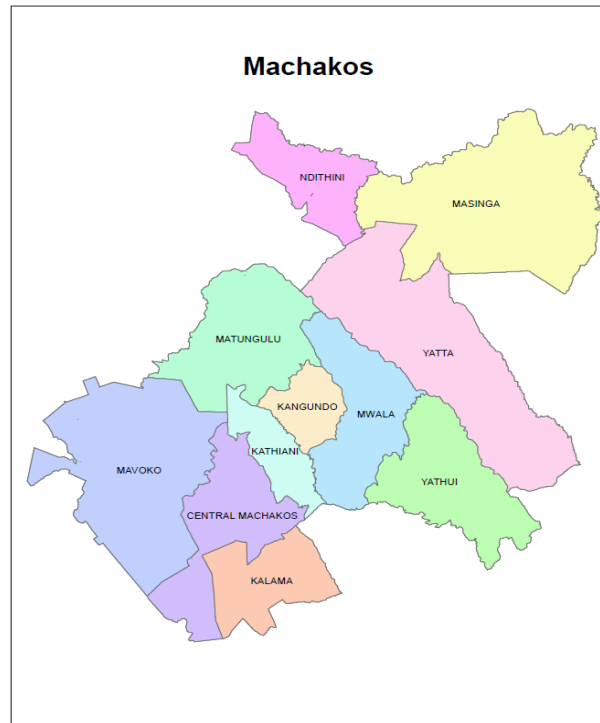 Machakos
NDITHINI
MASINGA
MATUNGULU
YATTA
KANGUNDO
MWALA
KATHIANI
MAVOKO
YATHUI
CENTRAL MACHAKOS
KALAMA